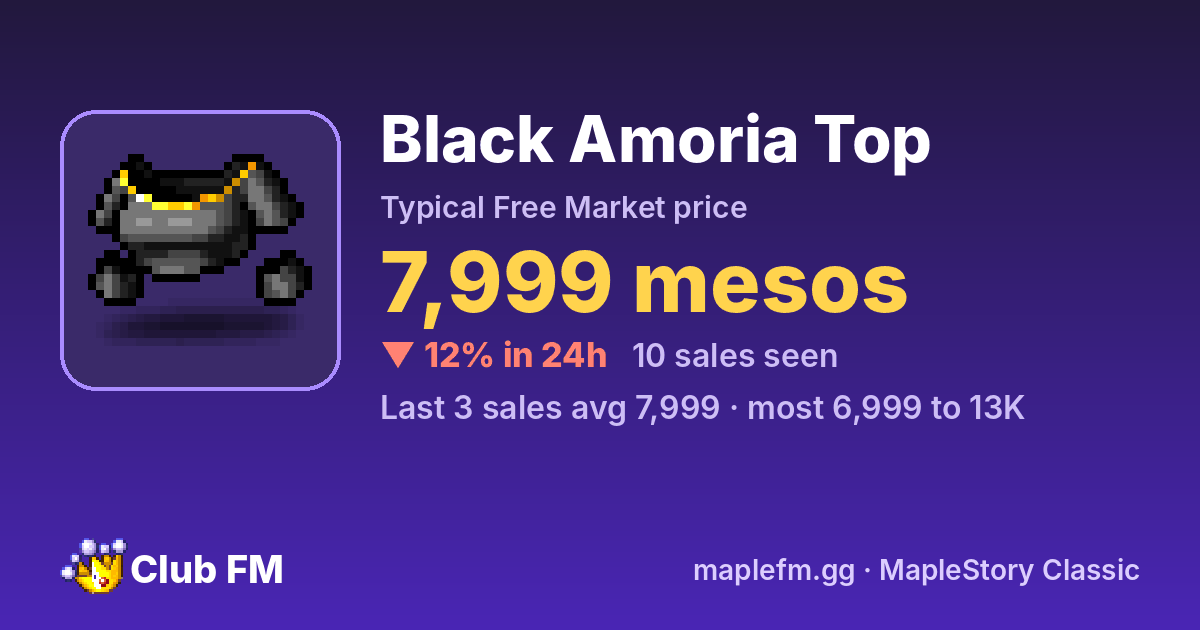 Black Amoria Top
Typical Free Market price
7,999 mesos
▼ 12% in 24h 10 sales seen
Last 3 sales avg 7,999 · most 6,999 to 13K
Club FM
maplefm.gg · MapleStory Classic